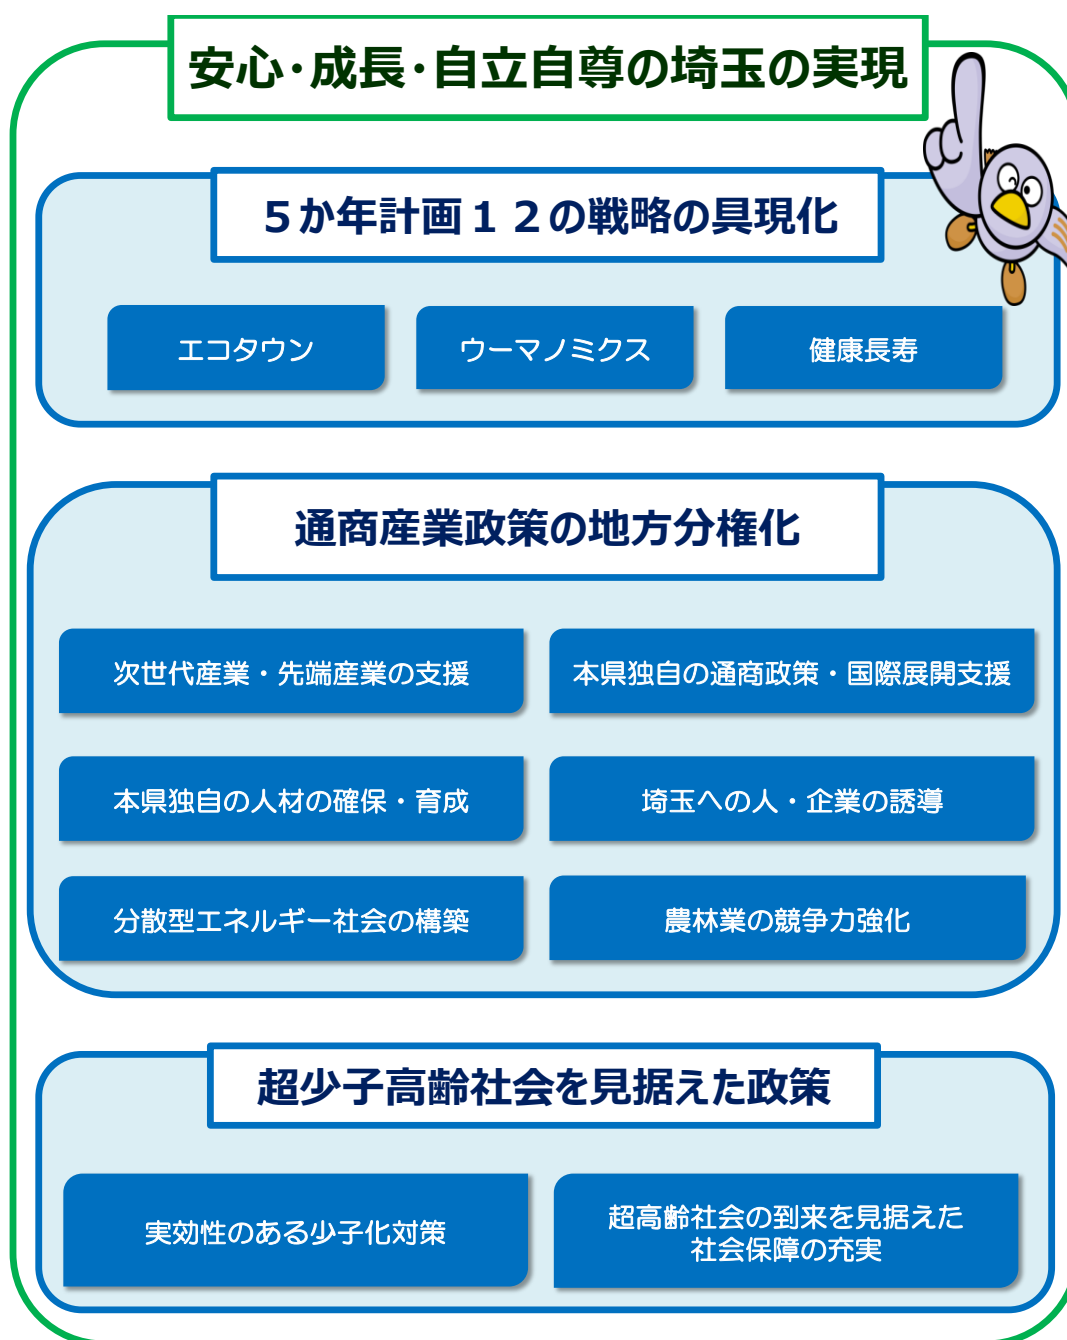 安心・成長・自立自尊の埼玉の実現
５か年計画１２の戦略の具現化
エコタウン
ウーマノミクス
健康長寿
通商産業政策の地方分権化
次世代産業・先端産業の支援
本県独自の通商政策・国際展開支援
本県独自の人材の確保・育成
埼玉への人・企業の誘導
分散型エネルギー社会の構築
農林業の競争力強化
超少子高齢社会を見据えた政策
実効性のある少子化対策
超高齢社会の到来を見据えた
社会保障の充実